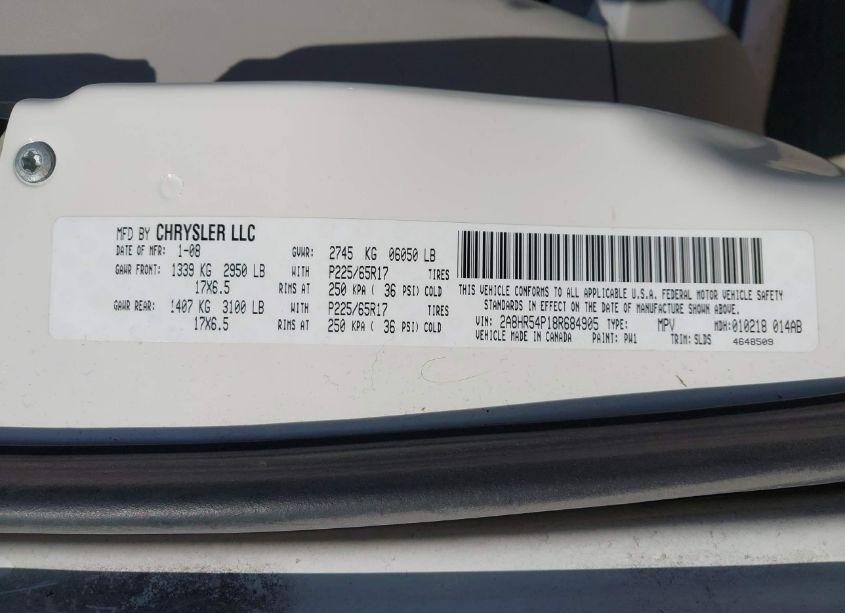 MFD BY CHRYSLER LLC
DATE OF MFR: 1-08 GVWR: 2745 KG 06050 LB
GAWR FRONT: 1339 KG 2950 LB WITH P225/65R17 TIRES
17X6.5 RIMS AT 250 KPA ( 36 PSI) COLD
GAWR REAR: 1407 KG 3100 LB WITH P225/65R17 TIRES
17X6.5 RIMS AT 250 KPA ( 36 PSI) COLD
THIS VEHICLE CONFORMS TO ALL APPLICABLE U.S.A. FEDERAL MOTOR VEHICLE SAFETY
STANDARDS IN EFFECT ON THE DATE OF MANUFACTURE SHOWN ABOVE.
VIN: 2A8HR54P18R684905 TYPE: MPV MDH:010218 014AB
VEHICLE MADE IN CANADA PAINT: PW1 TRIM: SLDS 4648509